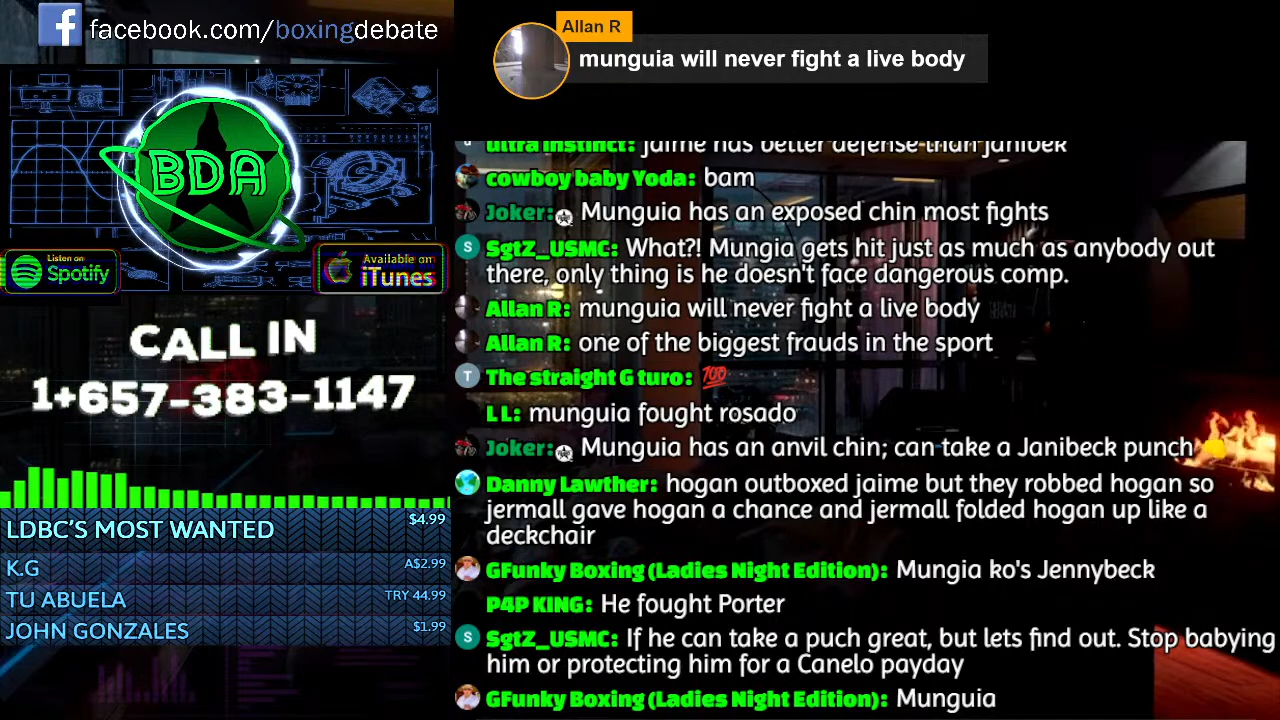 facebook.com/boxingdebate
Allan R
munguia will never fight a live body
BDA
Listen on
Spotify
Available on
iTunes
CALL IN
1+657-383-1147
LDBC'S MOST WANTED $4.99
K.G A$2.99
TU ABUELA TRY 44.99
JOHN GONZALES $1.99
ultra instinct: jaime has better defense than janibek
cowboy baby Yoda: bam
Joker: Munguia has an exposed chin most fights
S SgtZ_USMC: What?! Mungia gets hit just as much as anybody out
there, only thing is he doesn't face dangerous comp.
Allan R: munguia will never fight a live body
Allan R: one of the biggest frauds in the sport
T The straight G turo: 💯
L L: munguia fought rosado
Joker: Munguia has an anvil chin; can take a Janibeck punch
Danny Lawther: hogan outboxed jaime but they robbed hogan so
jermall gave hogan a chance and jermall folded hogan up like a
deckchair
GFunky Boxing (Ladies Night Edition): Mungia ko's Jennybeck
P4P KING: He fought Porter
S SgtZ_USMC: If he can take a puch great, but lets find out. Stop babying
him or protecting him for a Canelo payday
GFunky Boxing (Ladies Night Edition): Munguia